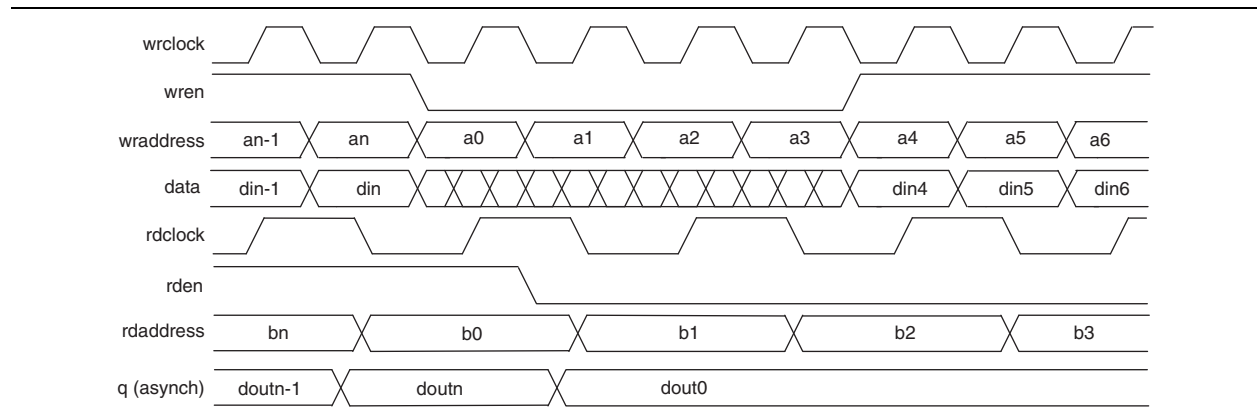 wrclock
wren
wraddress an-1 an a0 a1 a2 a3 a4 a5 a6
data din-1 din din4 din5 din6
rdclock
rden
rdaddress bn b0 b1 b2 b3
q (asynch) doutn-1 doutn dout0